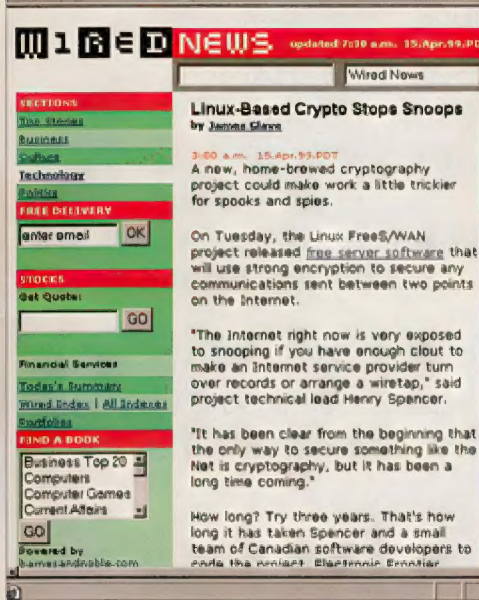 WIRED NEWS updated 7:30 a.m. 15.Apr.99.PD
Wired News
SECTIONS
Top Stories
Business
Culture
Technology
Politics
FREE DELIVERY
enter email OK
STOCKS
Get Quote:
GO
Financial Services
Today's Summary
Wired Index | All Indexes
Portfolios
FIND A BOOK
Business Top 20
Computers
Computer Games
Current Affairs
GO
Powered by
barnesandnoble.com
Linux-Based Crypto Stops Snoops
by James Glave
3:00 a.m. 15.Apr.99.PDT
A new, home-brewed cryptography
project could make work a little trickier
for spooks and spies.
On Tuesday, the Linux FreeS/WAN
project released free server software that
will use strong encryption to secure any
communications sent between two points
on the Internet.
"The Internet right now is very exposed
to snooping if you have enough clout to
make an Internet service provider turn
over records or arrange a wiretap," said
project technical lead Henry Spencer.
"It has been clear from the beginning that
the only way to secure something like the
Net is cryptography, but it has been a
long time coming."
How long? Try three years. That's how
long it has taken Spencer and a small
team of Canadian software developers to
code the project. Electronic Frontier